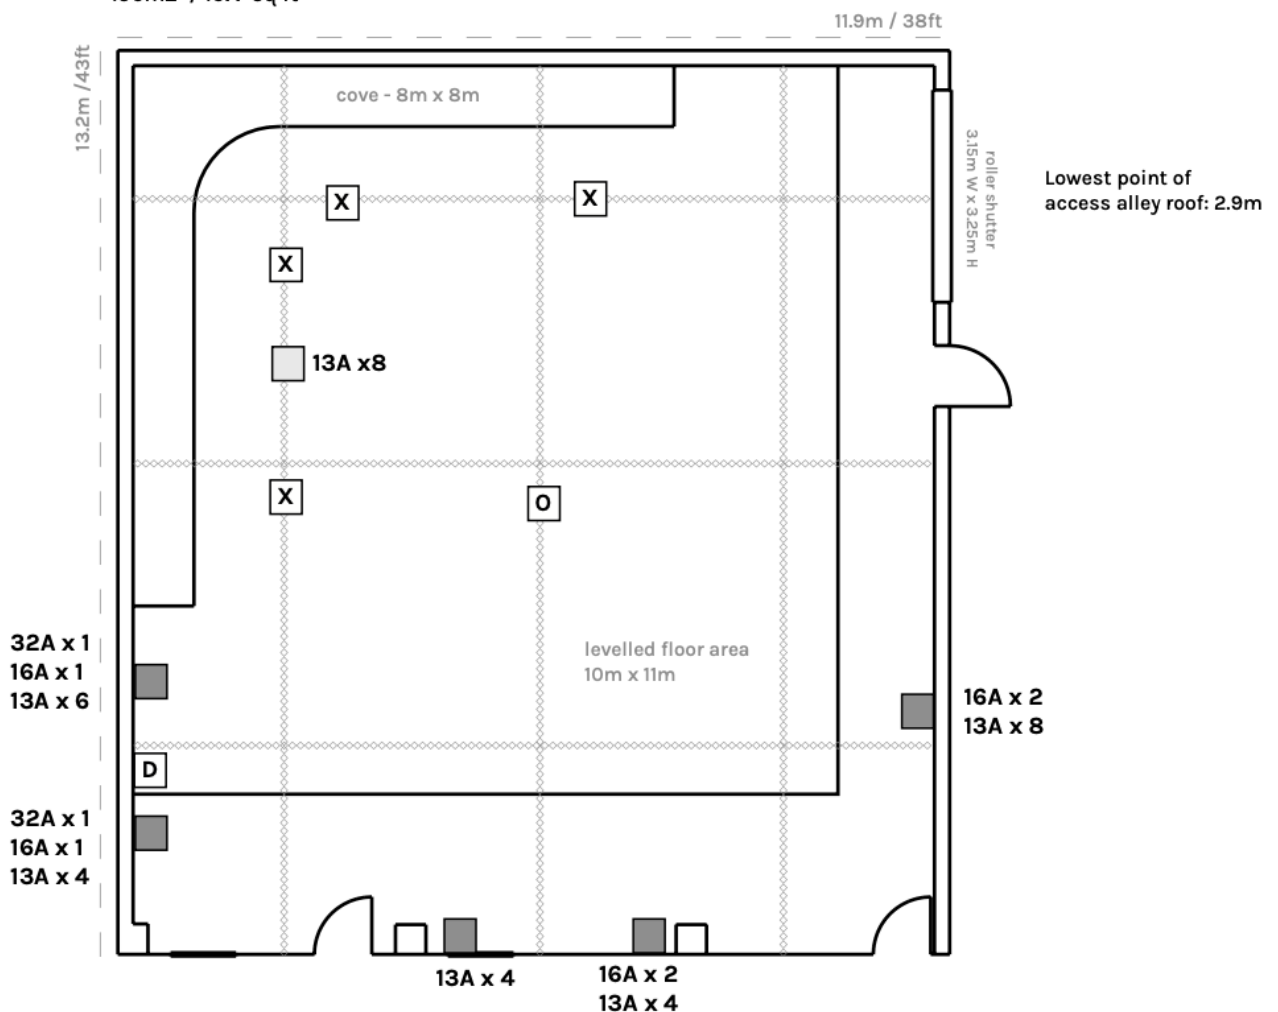 11.9m / 38ft
13.2m /43ft
cove - 8m x 8m
roller shutter
3.15m W x 3.25m H
Lowest point of
access alley roof: 2.9m
X
X
X
13A x8
X
O
levelled floor area
10m x 11m
32A x 1
16A x 1
13A x 6
16A x 2
13A x 8
D
32A x 1
16A x 1
13A x 4
13A x 4
16A x 2
13A x 4